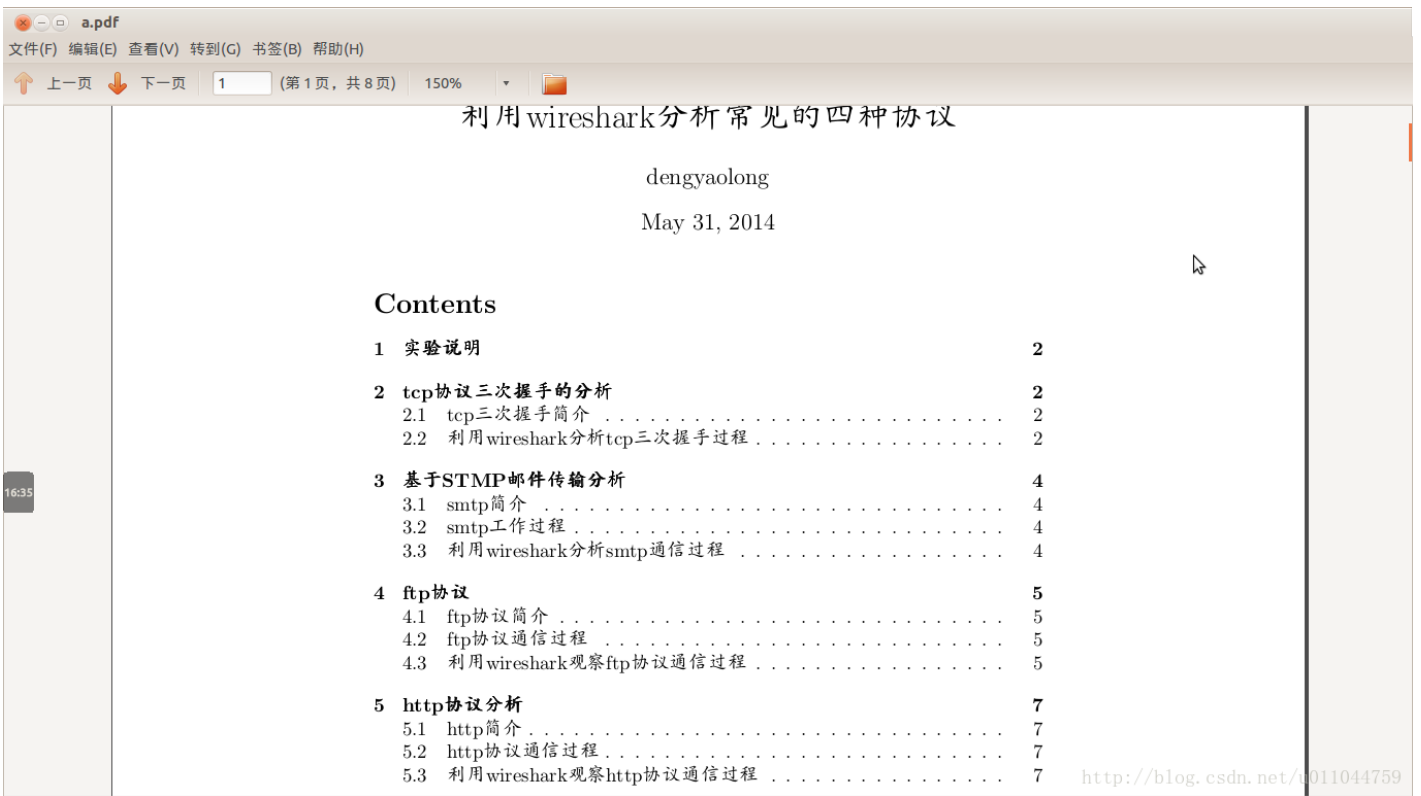 a.pdf
文件(F) 编辑(E) 查看(V) 转到(G) 书签(B) 帮助(H)
上一页 下一页 1 (第 1 页，共 8 页) 150%
利用wireshark分析常见的四种协议
dengyaolong
May 31, 2014
Contents
1 实验说明 2
2 tcp协议三次握手的分析 2
2.1 tcp三次握手简介 . . . . . . . . . . . . . . . . . . . . . . . . . . . 2
2.2 利用wireshark分析tcp三次握手过程 . . . . . . . . . . . . . . . . . 2
3 基于STMP邮件传输分析 4
3.1 smtp简介 . . . . . . . . . . . . . . . . . . . . . . . . . . . . . . . 4
3.2 smtp工作过程 . . . . . . . . . . . . . . . . . . . . . . . . . . . . . 4
3.3 利用wireshark分析smtp通信过程 . . . . . . . . . . . . . . . . . . 4
4 ftp协议 5
4.1 ftp协议简介 . . . . . . . . . . . . . . . . . . . . . . . . . . . . . . 5
4.2 ftp协议通信过程 . . . . . . . . . . . . . . . . . . . . . . . . . . . 5
4.3 利用wireshark观察ftp协议通信过程 . . . . . . . . . . . . . . . . . 5
5 http协议分析 7
5.1 http简介 . . . . . . . . . . . . . . . . . . . . . . . . . . . . . . . . 7
5.2 http协议通信过程 . . . . . . . . . . . . . . . . . . . . . . . . . . . 7
5.3 利用wireshark观察http协议通信过程 . . . . . . . . . . . . . . . . 7
16:35
http://blog.csdn.net/u011044759